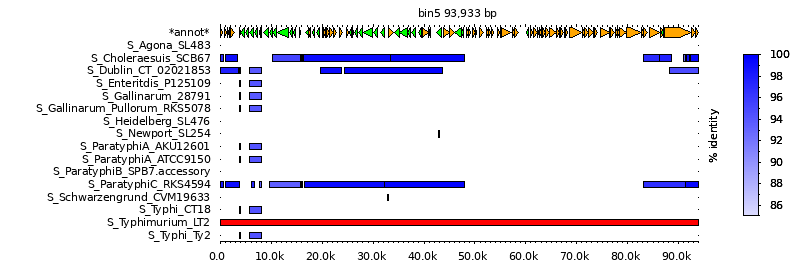 bin5 93,933 bp
*annot*
S_Agona_SL483
S_Choleraesuis_SCB67
S_Dublin_CT_02021853
S_Enteritdis_P125109
S_Gallinarum_28791
S_Gallinarum_Pullorum_RKS5078
S_Heidelberg_SL476
S_Newport_SL254
S_ParatyphiA_AKU12601
S_ParatyphiA_ATCC9150
S_ParatyphiB_SPB7.accessory
S_ParatyphiC_RKS4594
S_Schwarzengrund_CVM19633
S_Typhi_CT18
S_Typhimurium_LT2
S_Typhi_Ty2
0.0 10.0k 20.0k 30.0k 40.0k 50.0k 60.0k 70.0k 80.0k 90.0k
% identity
100
98
96
94
92
90
88
86